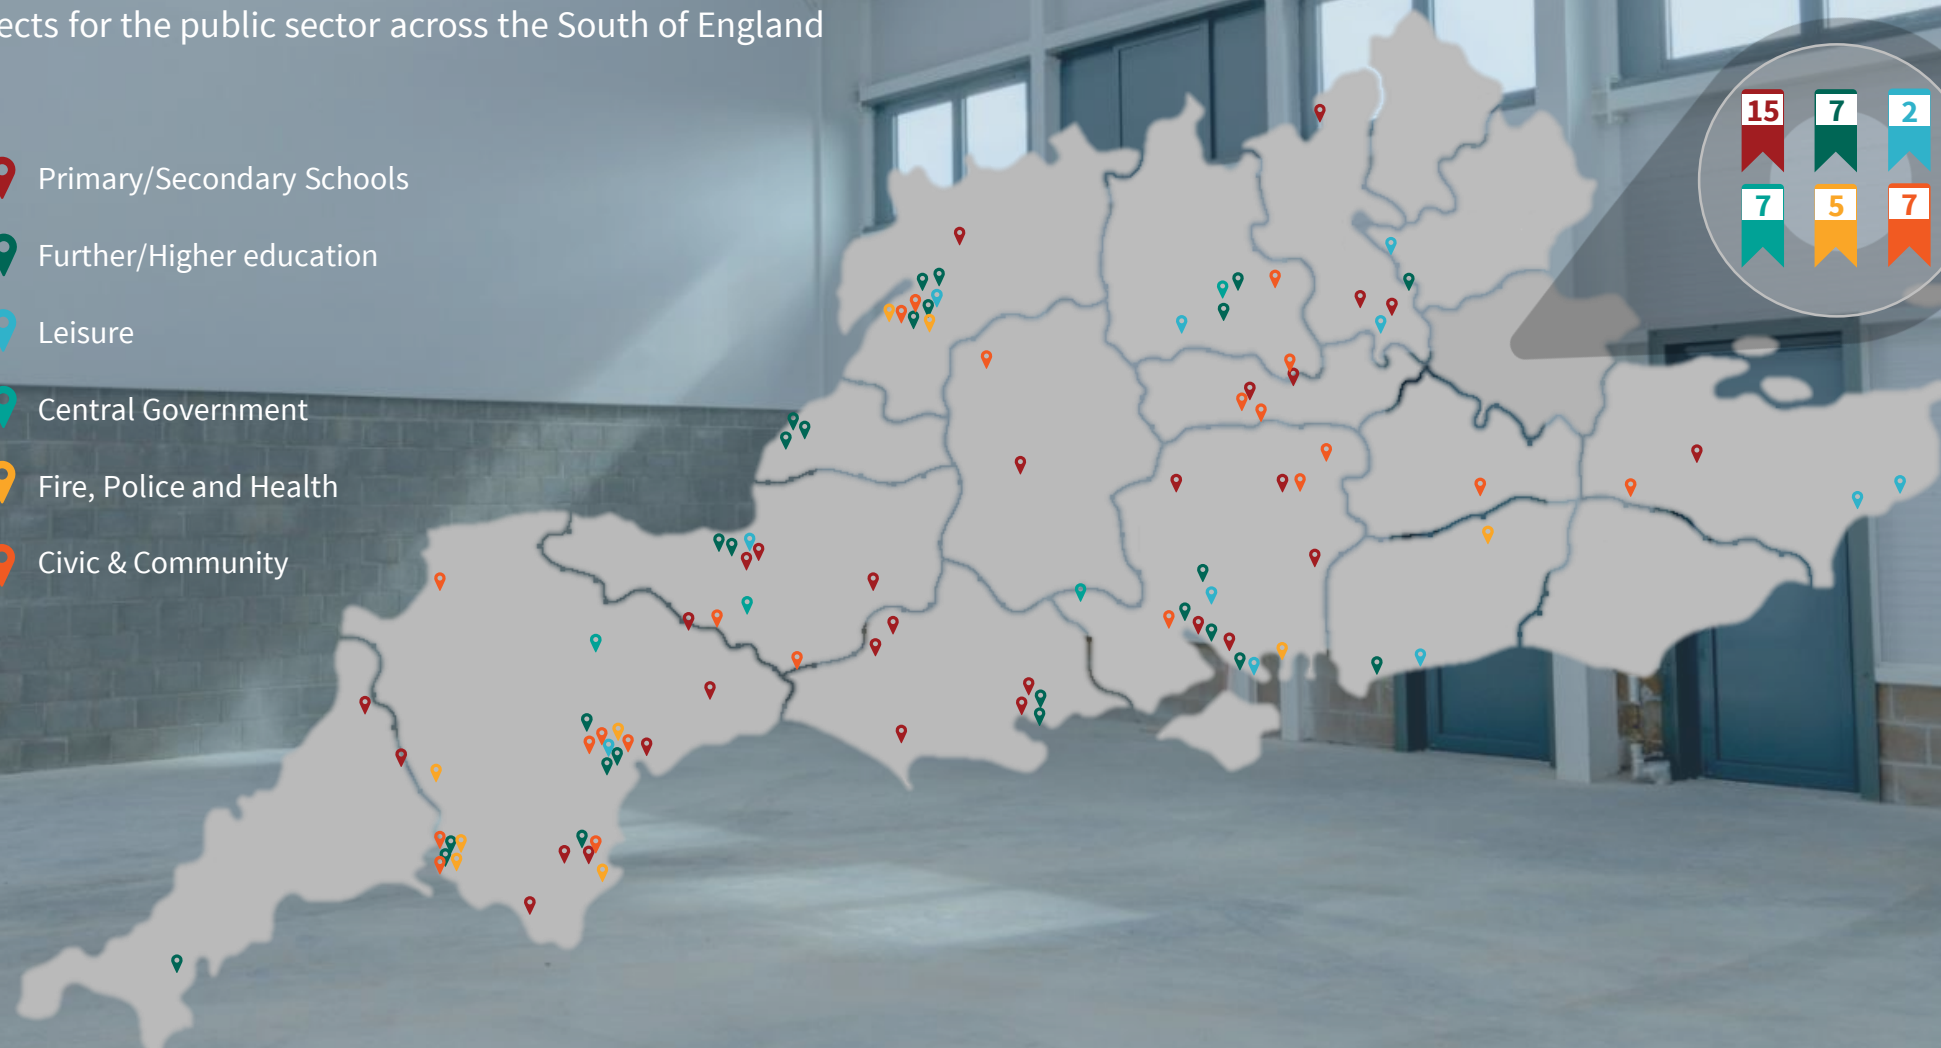 ects for the public sector across the South of England
Primary/Secondary Schools
Further/Higher education
Leisure
Central Government
Fire, Police and Health
Civic & Community
15 7 2
7 5 7